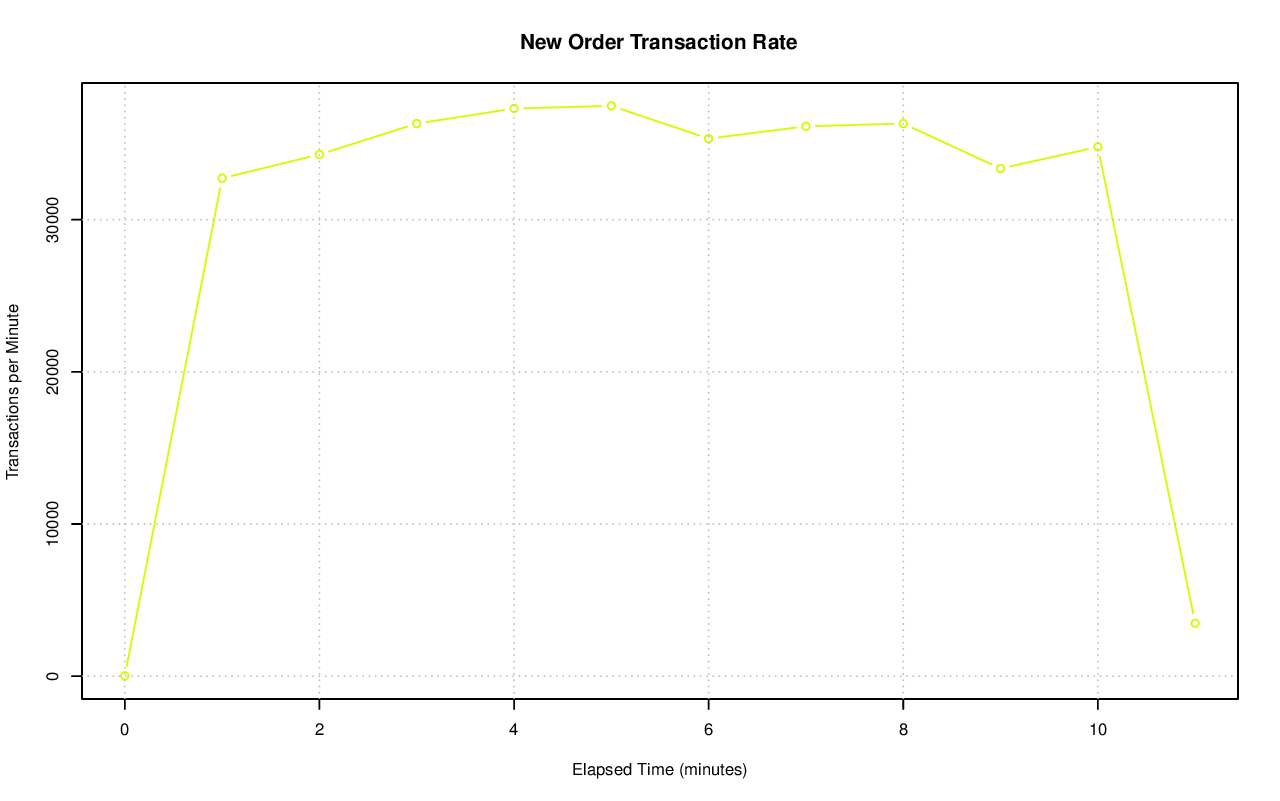 New Order Transaction Rate
Transactions per Minute
30000
20000
10000
0
0 2 4 6 8 10
Elapsed Time (minutes)